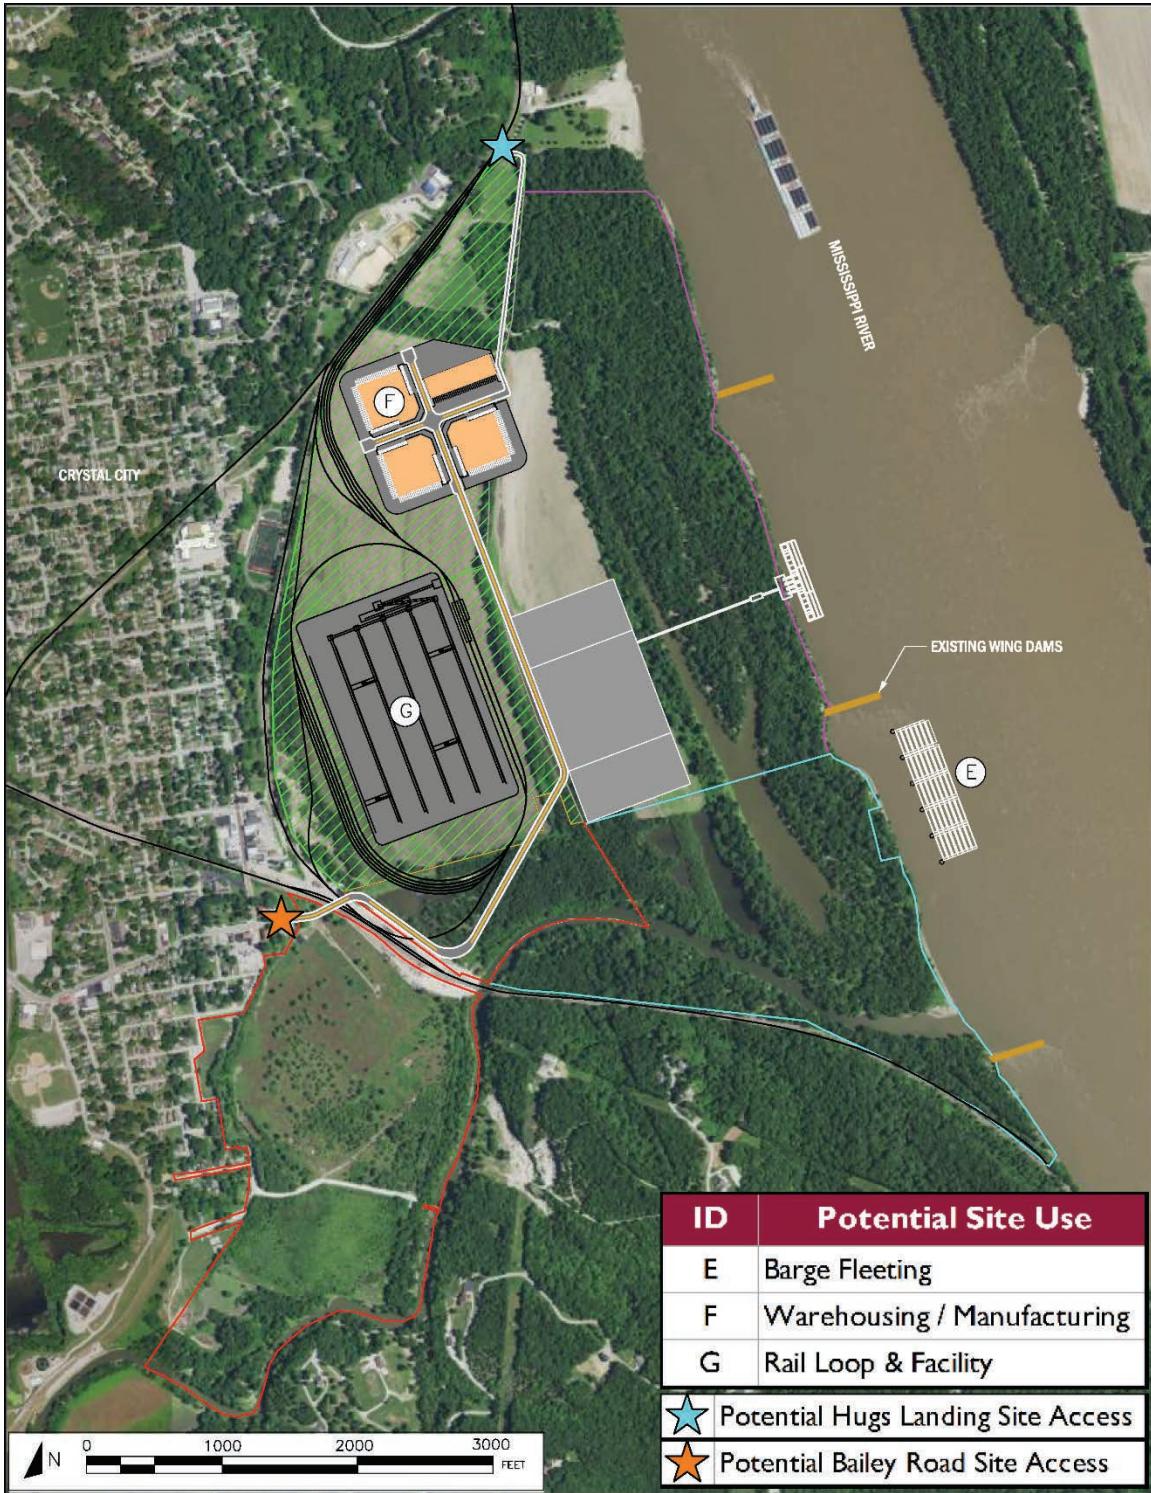 MISSISSIPPI RIVER
F
CRYSTAL CITY
EXISTING WING DAMS
G
E
ID Potential Site Use
E Barge Fleeting
F Warehousing / Manufacturing
G Rail Loop & Facility
Potential Hugs Landing Site Access
Potential Bailey Road Site Access
N 0 1000 2000 3000 FEET